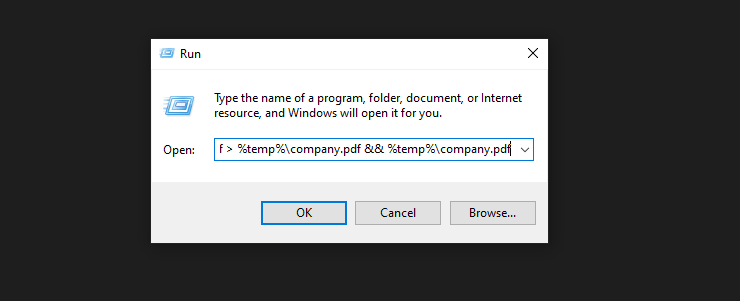 Run
Type the name of a program, folder, document, or Internet
resource, and Windows will open it for you.
Open: f > %temp%\company.pdf && %temp%\company.pdf
OK Cancel Browse...